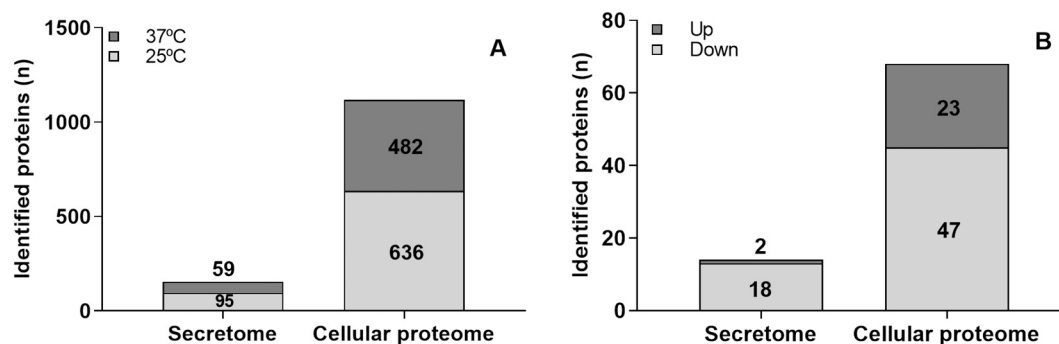 A
37ºC
25ºC
Identified proteins (n)
1500
1000
500
0
59
95
482
636
Secretome
Cellular proteome
B
Up
Down
Identified proteins (n)
80
60
40
20
0
2
18
23
47
Secretome
Cellular proteome